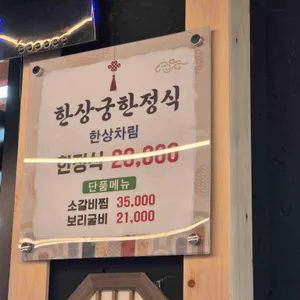 한상궁한정식
한상차림
한정식 20,000
단품메뉴
소갈비찜 35.000
보리굴비 21,000